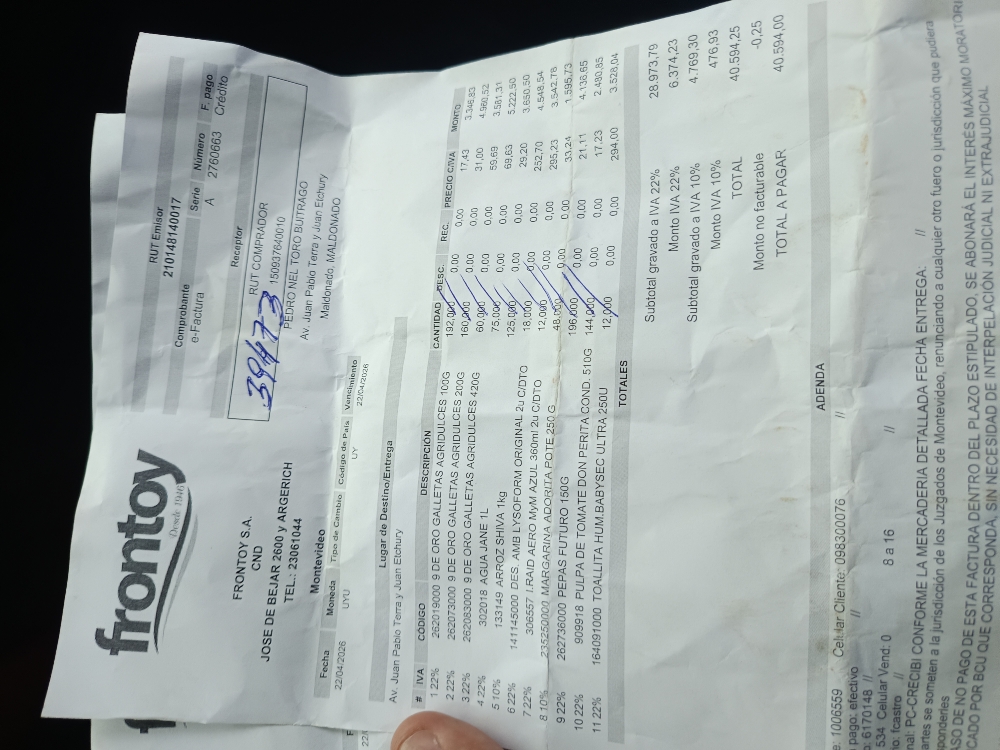 frontoy
Desde 1946
FRONTOY S.A.
CND
JOSE DE BEJAR 2600 y ARGERICH
TEL.: 23061044
Montevideo
RUT Emisor
210148140017
Comprobante Serie Número F. pago
e-Factura A 2760663 Crédito
Receptor
RUT COMPRADOR
39473 150937640010
PEDRO NEL TORO BUITRAGO
Av. Juan Pablo Terra y Juan Etchury
Maldonado, MALDONADO
Fecha Moneda Tipo de Cambio Código de País Vencimiento
22/04/2026 UYU UY 22/04/2026
Lugar de Destino/Entrega
Av. Juan Pablo Terra y Juan Etchury
# IVA CÓDIGO DESCRIPCIÓN CANTIDAD DESC. REC. PRECIO C/IVA MONTO
1 22% 262019000 9 DE ORO GALLETAS AGRIDULCES 100G 192,000 0,00 0,00 17,43 3.346,83
2 22% 262073000 9 DE ORO GALLETAS AGRIDULCES 200G 160,000 0,00 0,00 31,00 4.960,52
3 22% 262083000 9 DE ORO GALLETAS AGRIDULCES 420G 60,000 0,00 0,00 59,69 3.581,31
4 22% 302018 AGUA JANE 1L 75,000 0,00 0,00 69,63 5.222,50
5 10% 133149 ARROZ SHIVA 1kg 125,000 0,00 0,00 29,20 3.650,50
6 22% 141145000 DES. AMB LYSOFORM ORIGINAL 2u C/DTO 18,000 0,00 0,00 252,70 4.548,54
7 22% 306557 I.RAID AERO MyM AZUL 360ml 2u C/DTO 12,000 0,00 0,00 295,23 3.542,78
8 10% 235250000 MARGARINA ADORITA POTE 250 G 48,000 0,00 0,00 33,24 1.595,73
9 22% 262736000 PEPAS FUTURO 150G 196,000 0,00 0,00 21,11 4.136,65
10 22% 909918 PULPA DE TOMATE DON PERITA COND. 510G 144,000 0,00 0,00 17,23 2.480,85
11 22% 164091000 TOALLITA HUM.BABYSEC ULTRA 250U 12,000 0,00 0,00 294,00 3.528,04
TOTALES
Subtotal gravado a IVA 22% 28.973,79
Monto IVA 22% 6.374,23
Subtotal gravado a IVA 10% 4.769,30
Monto IVA 10% 476,93
TOTAL 40.594,25
Monto no facturable -0,25
TOTAL A PAGAR 40.594,00
ADENDA
1006559 Celular Cliente: 098300076 //
pago: efectivo //
6170148 //
534 Celular Vend: 0 8 a 16 //
fcastro //
PC-CRECIBI CONFORME LA MERCADERIA DETALLADA FECHA ENTREGA: //
se someten a la jurisdicción de los Juzgados de Montevideo, renunciando a cualquier otro fuero o jurisdicción que pudiera
DE NO PAGO DE ESTA FACTURA DENTRO DEL PLAZO ESTIPULADO, SE ABONARÁ EL INTERÉS MÁXIMO
POR BCU QUE CORRESPONDA, SIN NECESIDAD DE INTERPELACIÓN JUDICIAL NI EXTRAJUDICIAL